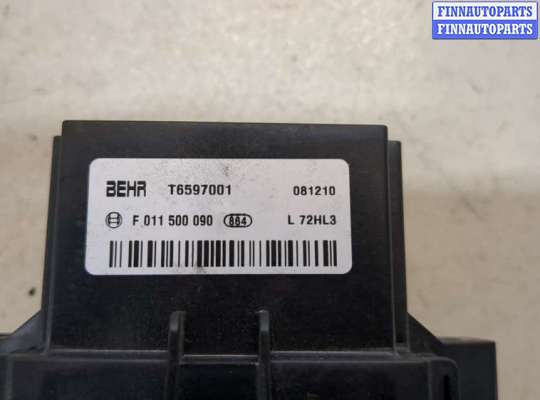 FINNAUTOPARTS
FINNAUTOPARTS
BEHR T6597001 081210
F 011 500 090 864 L 72HL3